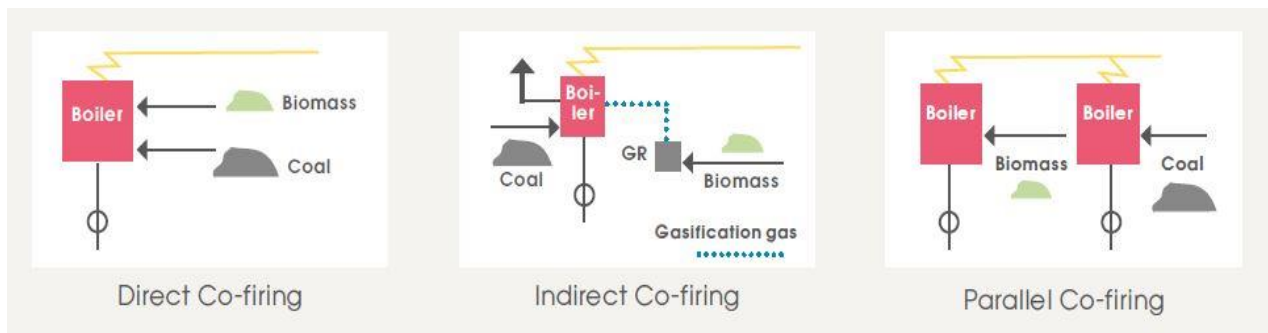 Boiler
Biomass
Coal
Direct Co-firing
Boi-
ler
Coal
GR
Biomass
Gasification gas
Indirect Co-firing
Boiler
Boiler
Biomass
Coal
Parallel Co-firing